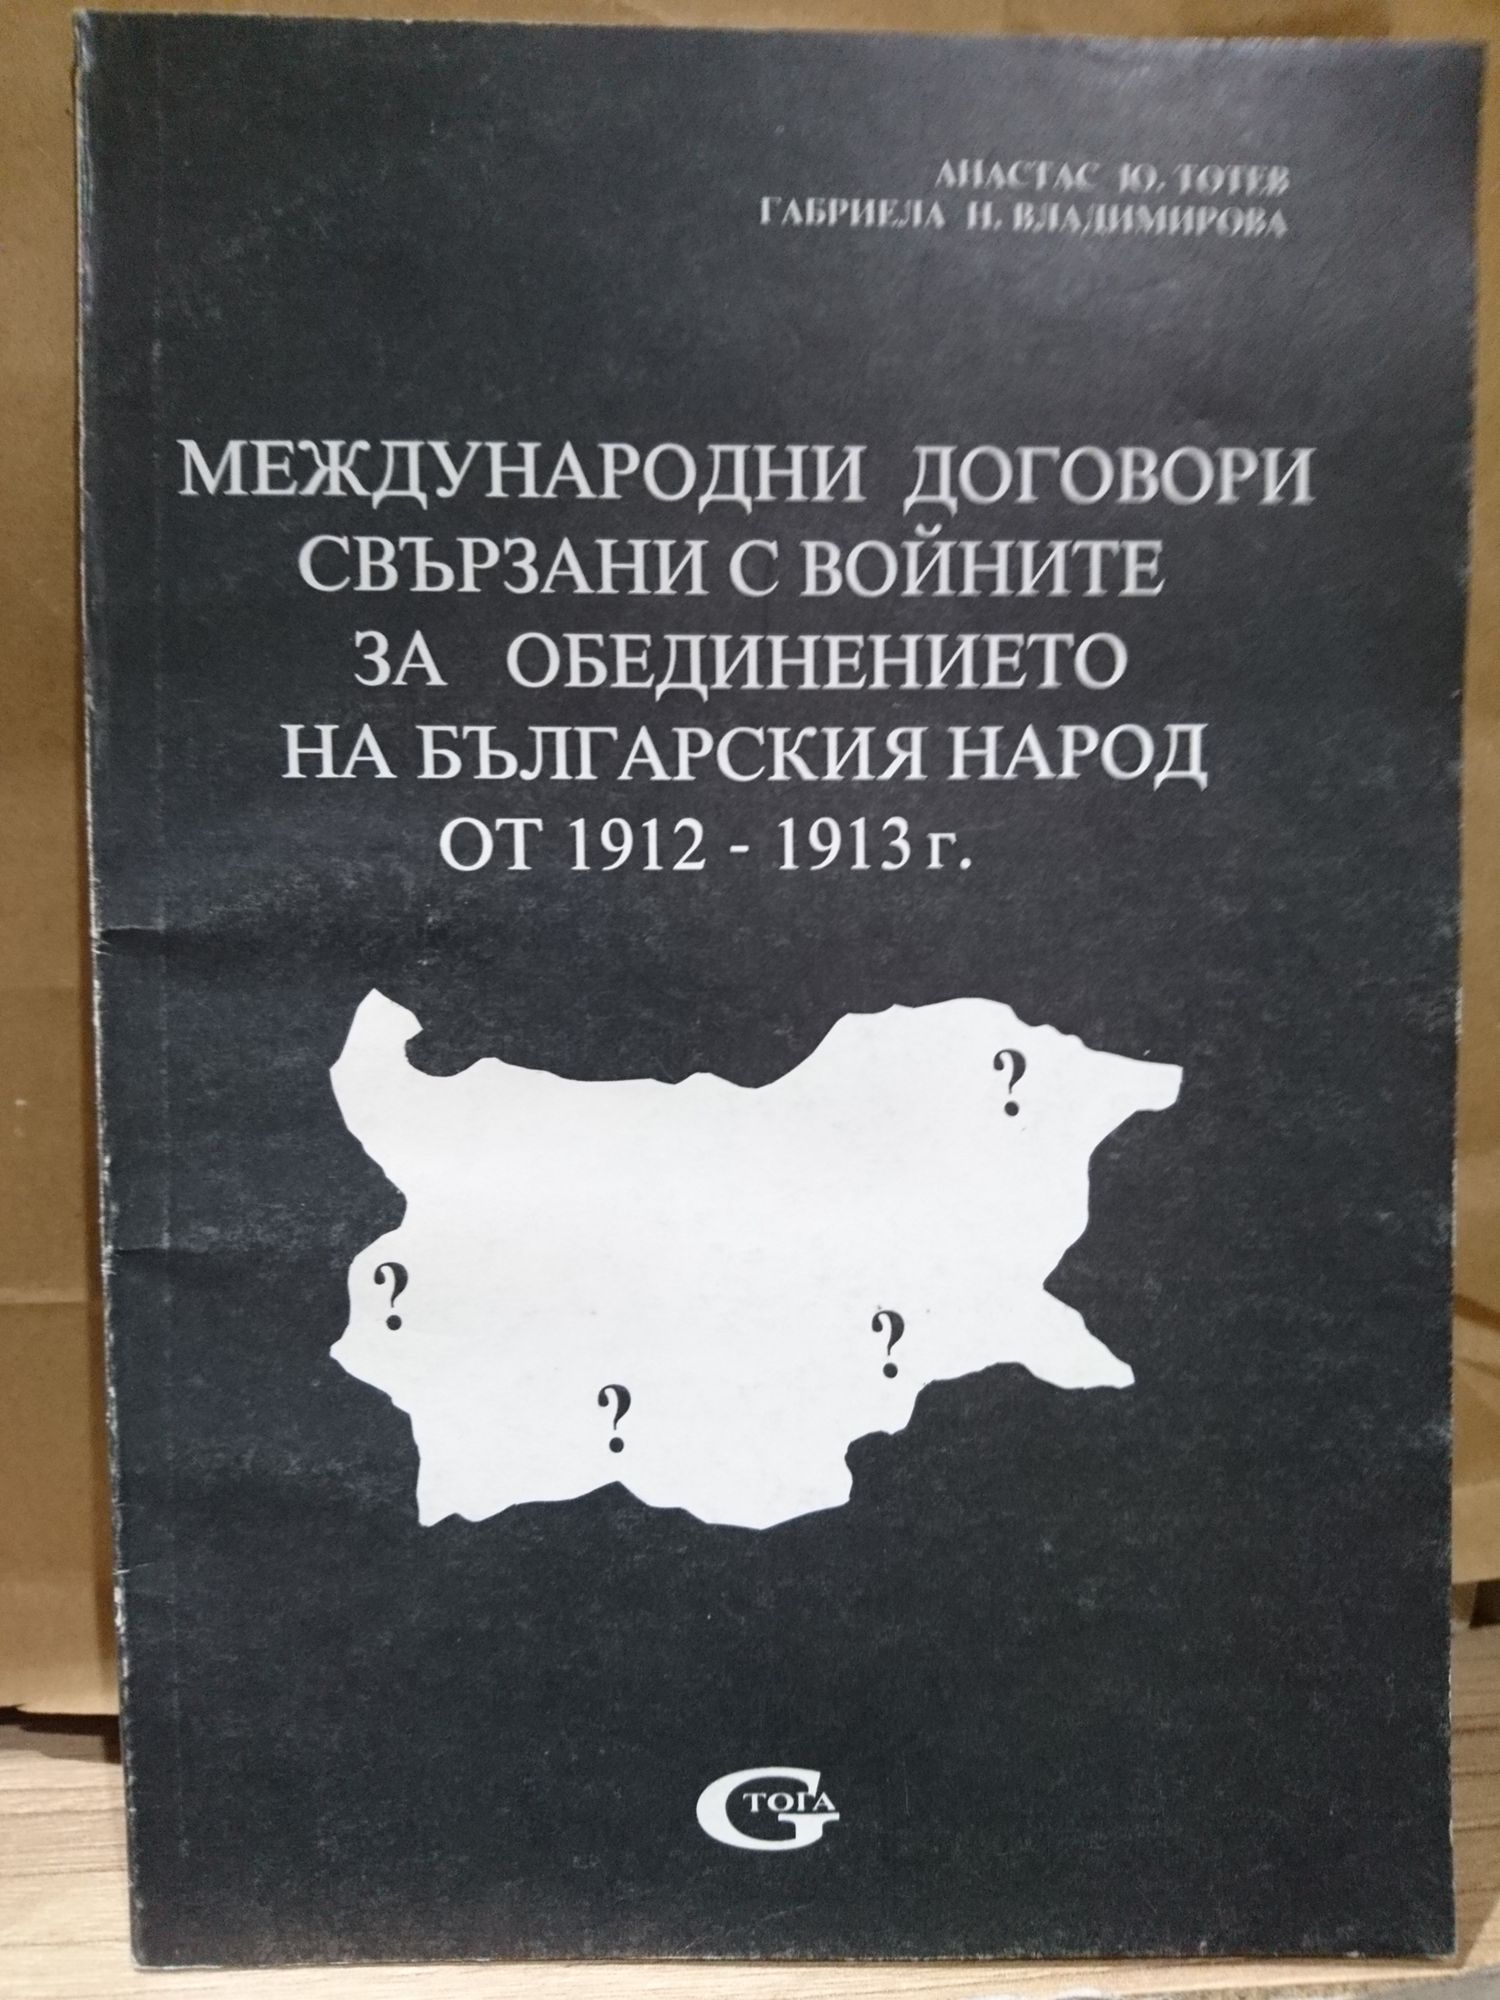 АНАСТАС Ю. ТОТЕВ
ГАБРИЕЛА Н. ВЛАДИМИРОВА
МЕЖДУНАРОДНИ ДОГОВОРИ
СВЪРЗАНИ С ВОЙНИТЕ
ЗА ОБЕДИНЕНИЕТО
НА БЪЛГАРСКИЯ НАРОД
ОТ 1912 - 1913 г.
?
?
?
?
G ТОГА